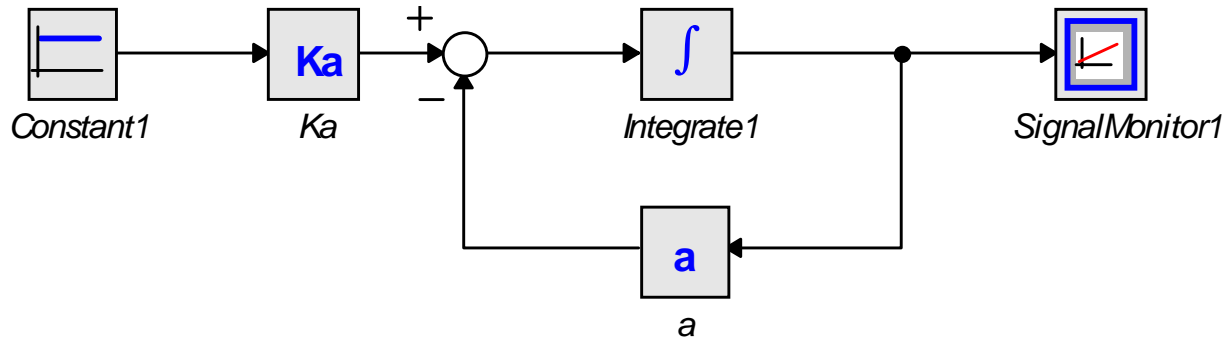 +
Ka
∫
−
Constant1
Ka
Integrate1
SignalMonitor1
a
a